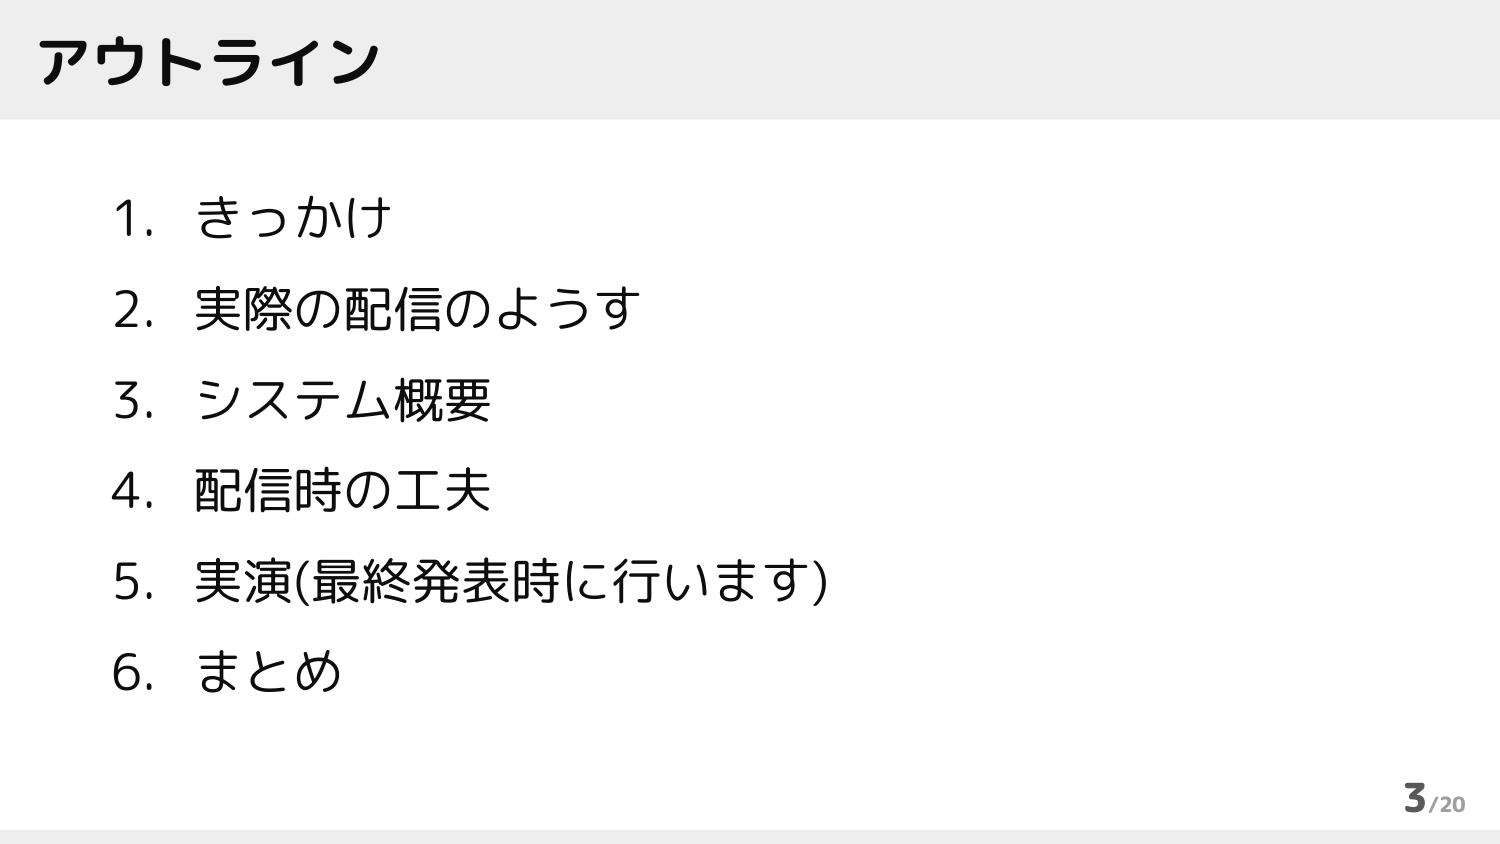 アウトライン
1. きっかけ
2. 実際の配信のようす
3. システム概要
4. 配信時の工夫
5. 実演(最終発表時に行います)
6. まとめ
3/20